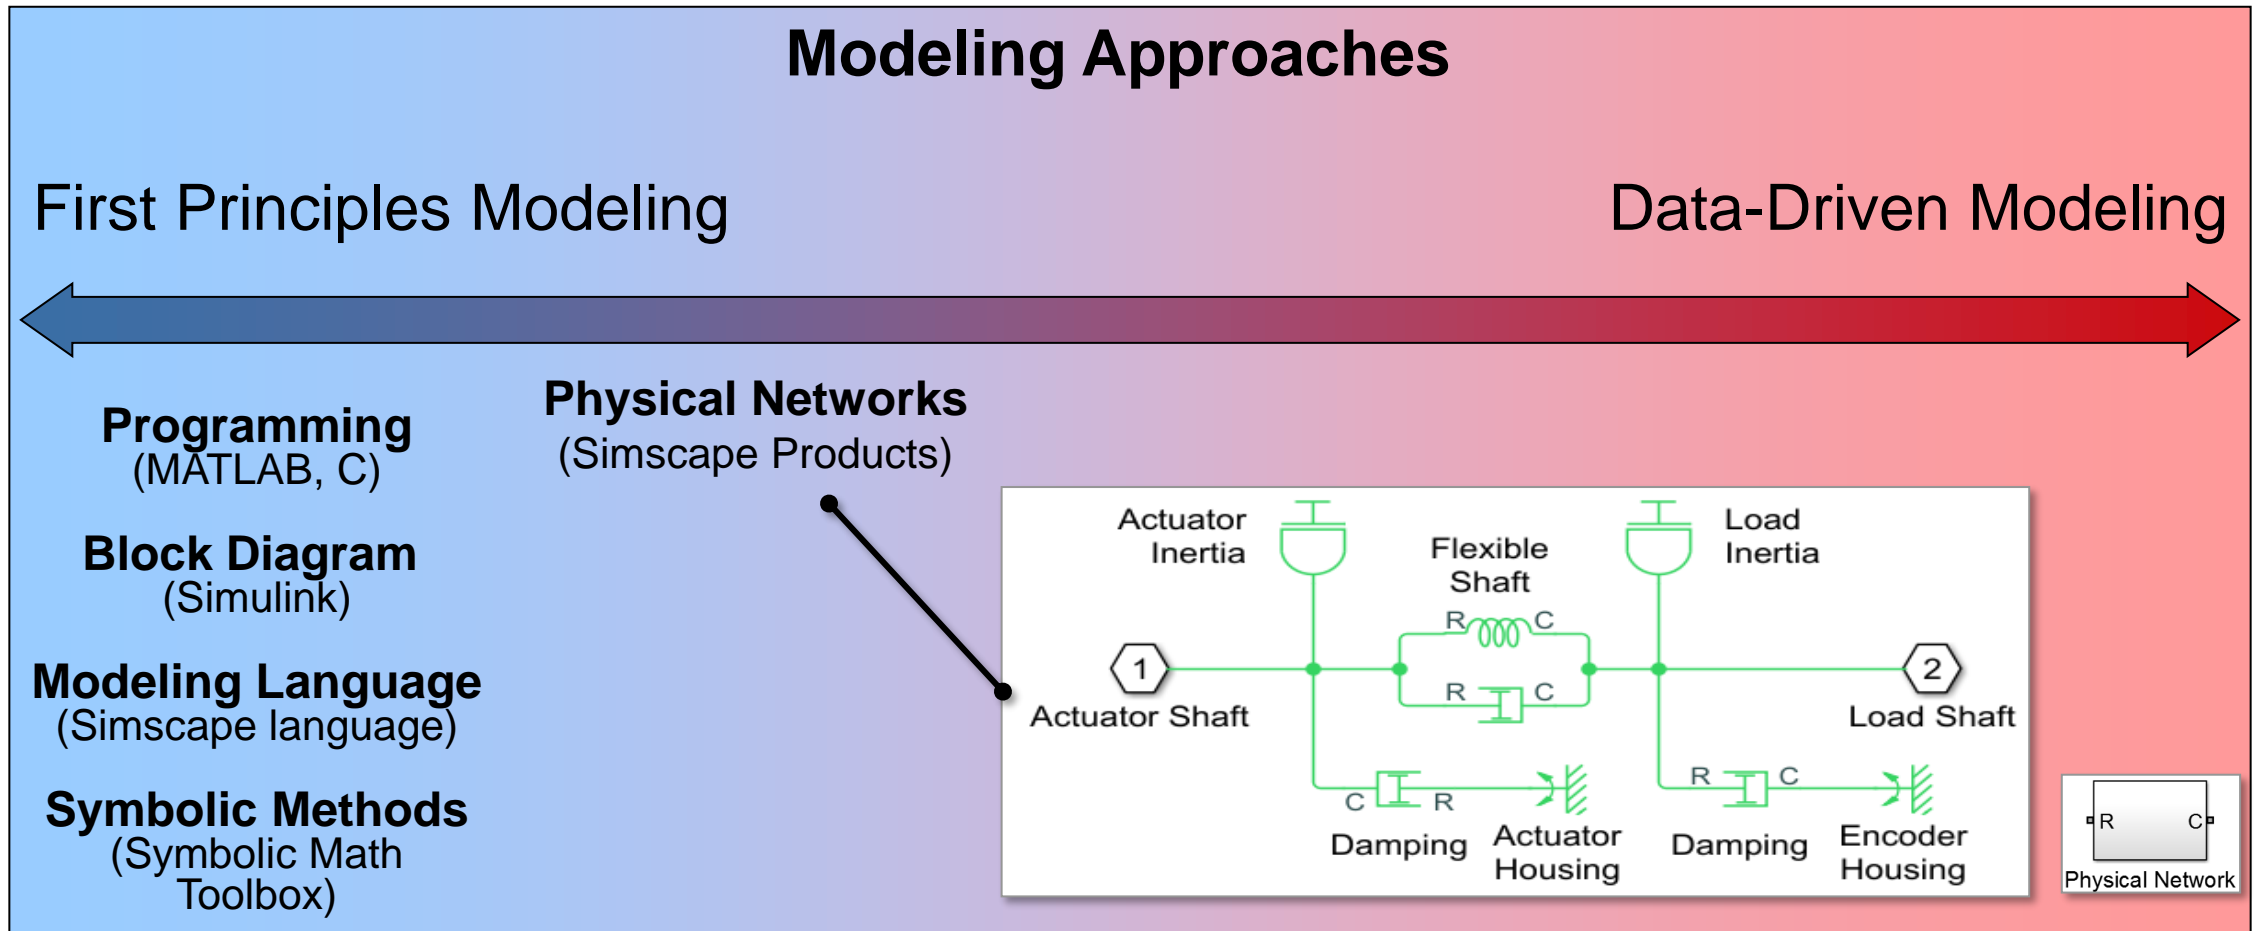 Modeling Approaches
First Principles Modeling
Data-Driven Modeling
Programming
(MATLAB, C)
Block Diagram
(Simulink)
Modeling Language
(Simscape language)
Symbolic Methods
(Symbolic Math
Toolbox)
Physical Networks
(Simscape Products)
Actuator
Inertia
Flexible
Shaft
Load
Inertia
R C
1
Actuator Shaft
R C
2
Load Shaft
C R
Damping
Actuator
Housing
R C
Damping
Encoder
Housing
R C
Physical Network